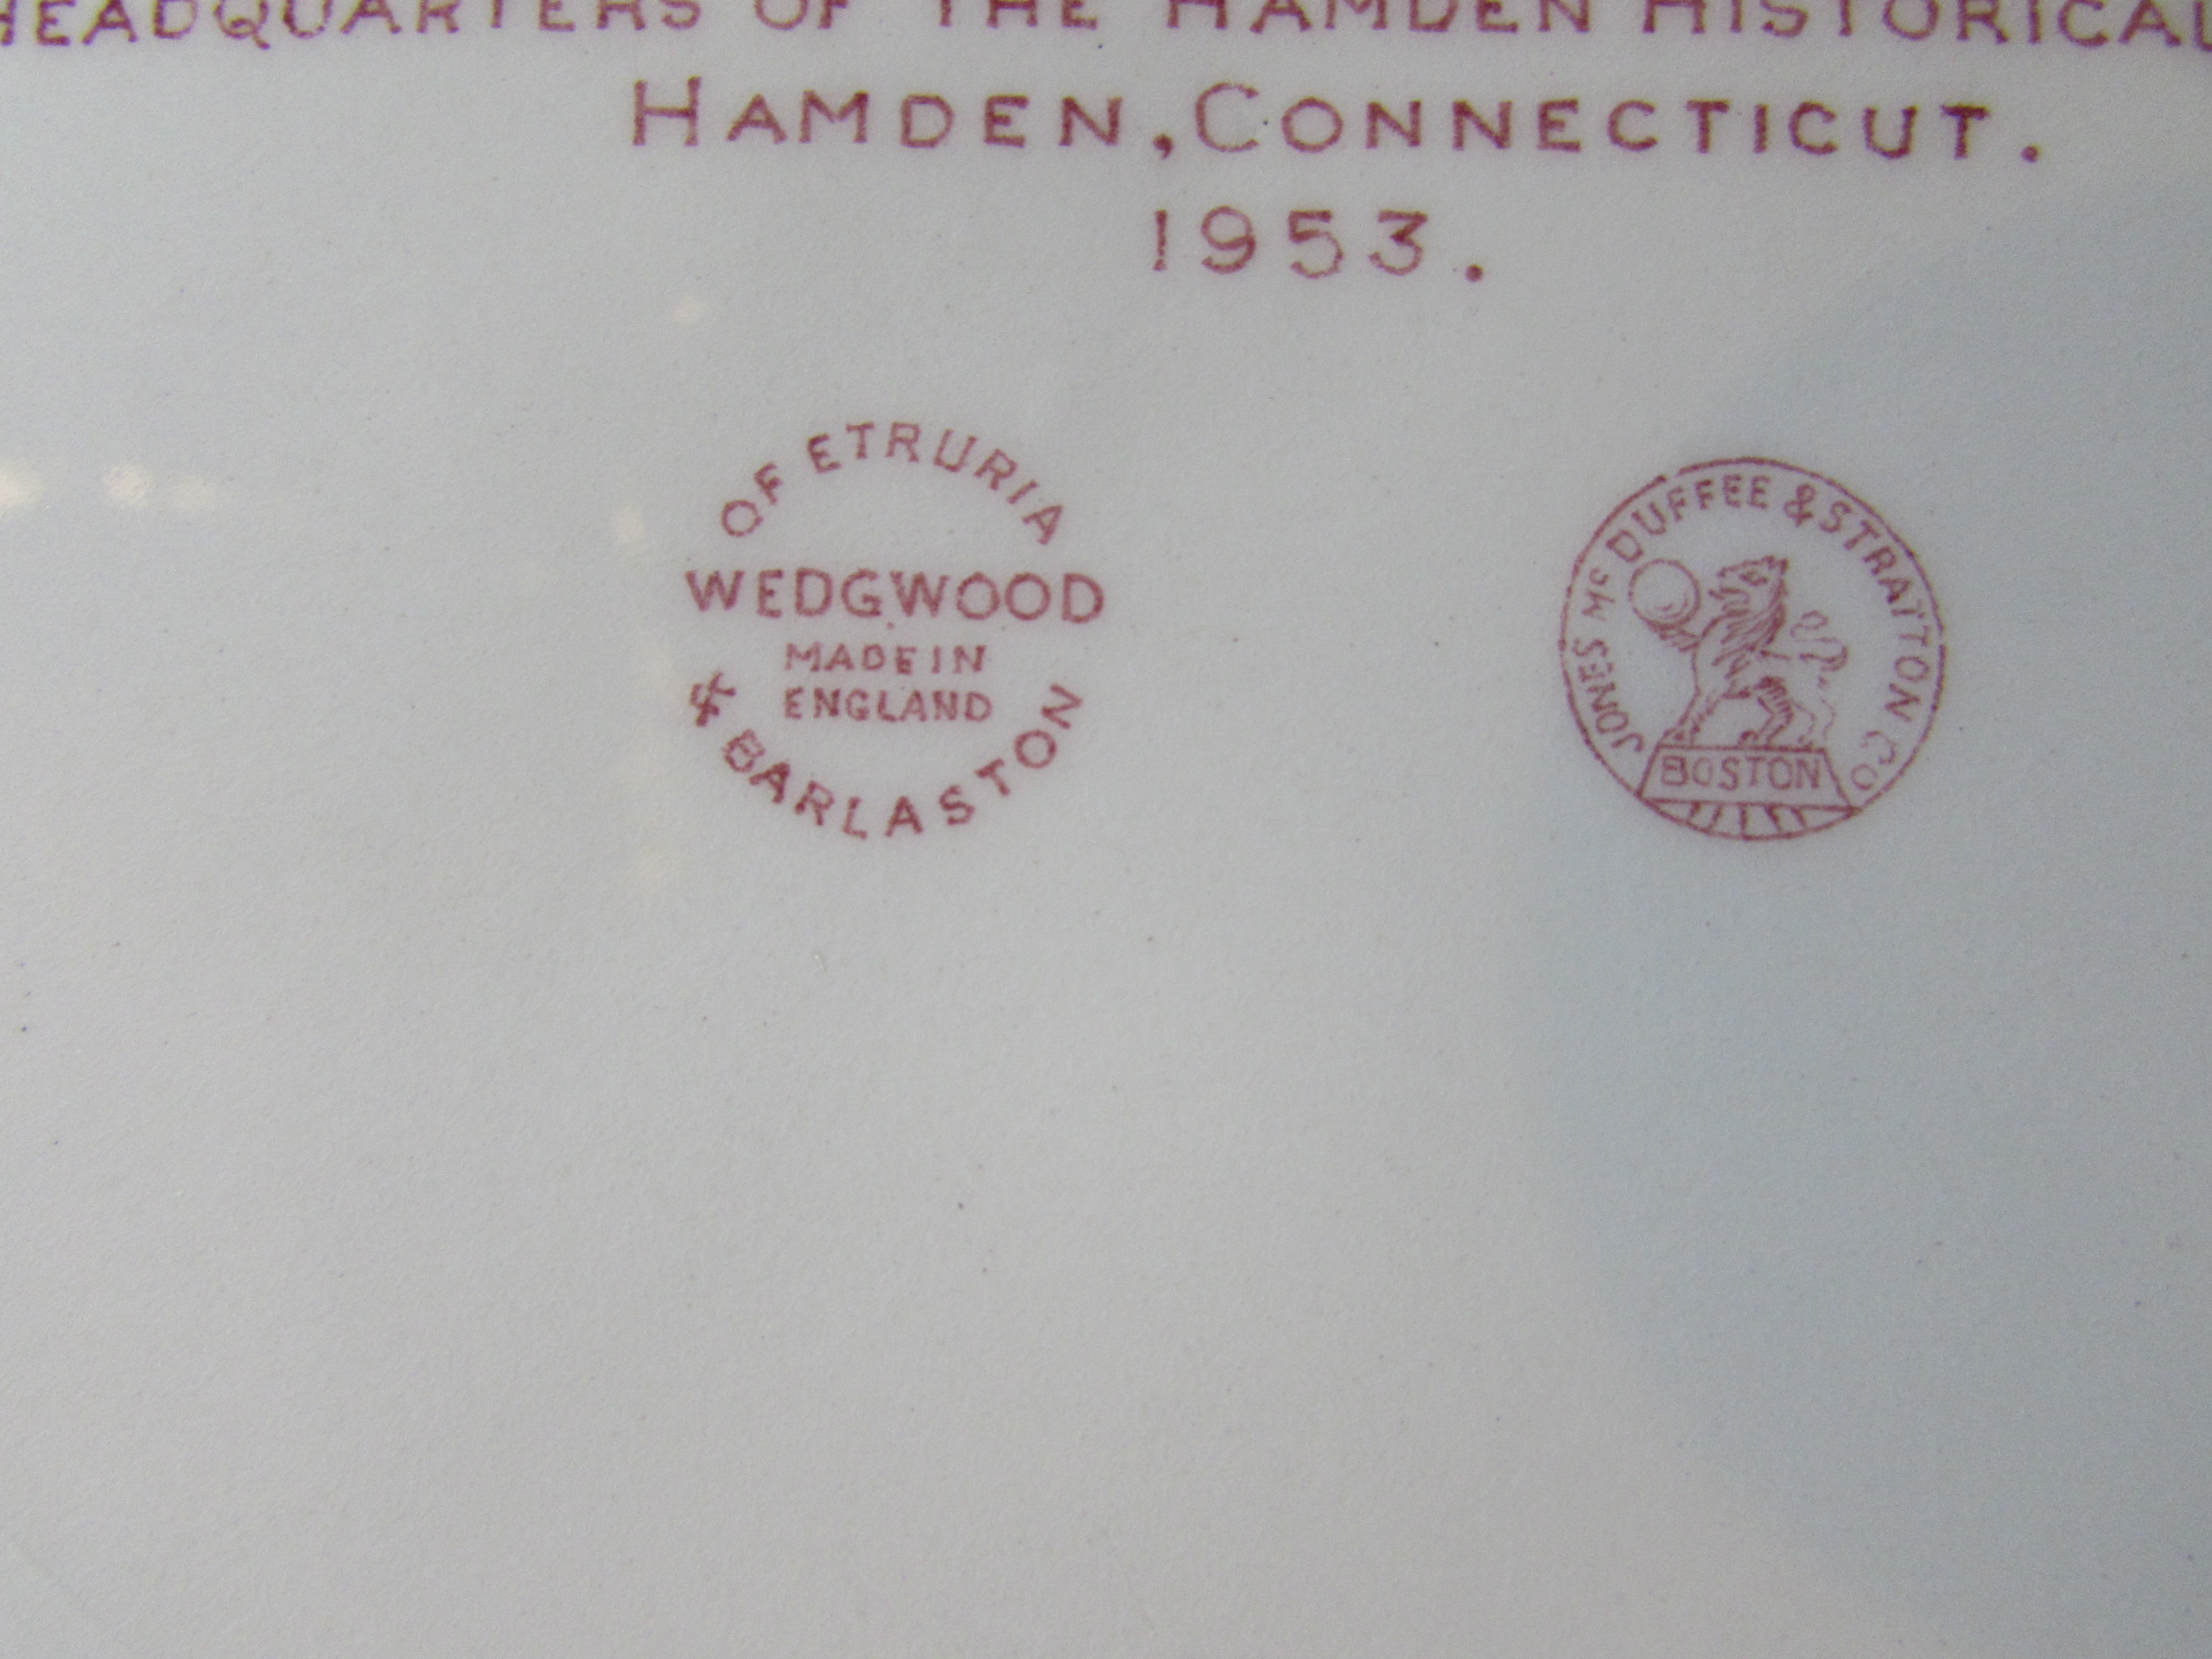 HEADQUARTERS OF THE HAMDEN HISTORICAL
HAMDEN, CONNECTICUT.
1953.
OF ETRURIA
WEDGWOOD
MADE IN
ENGLAND
& BARLASTON
JONES Mc DUFFEE & STRATTON CO
BOSTON